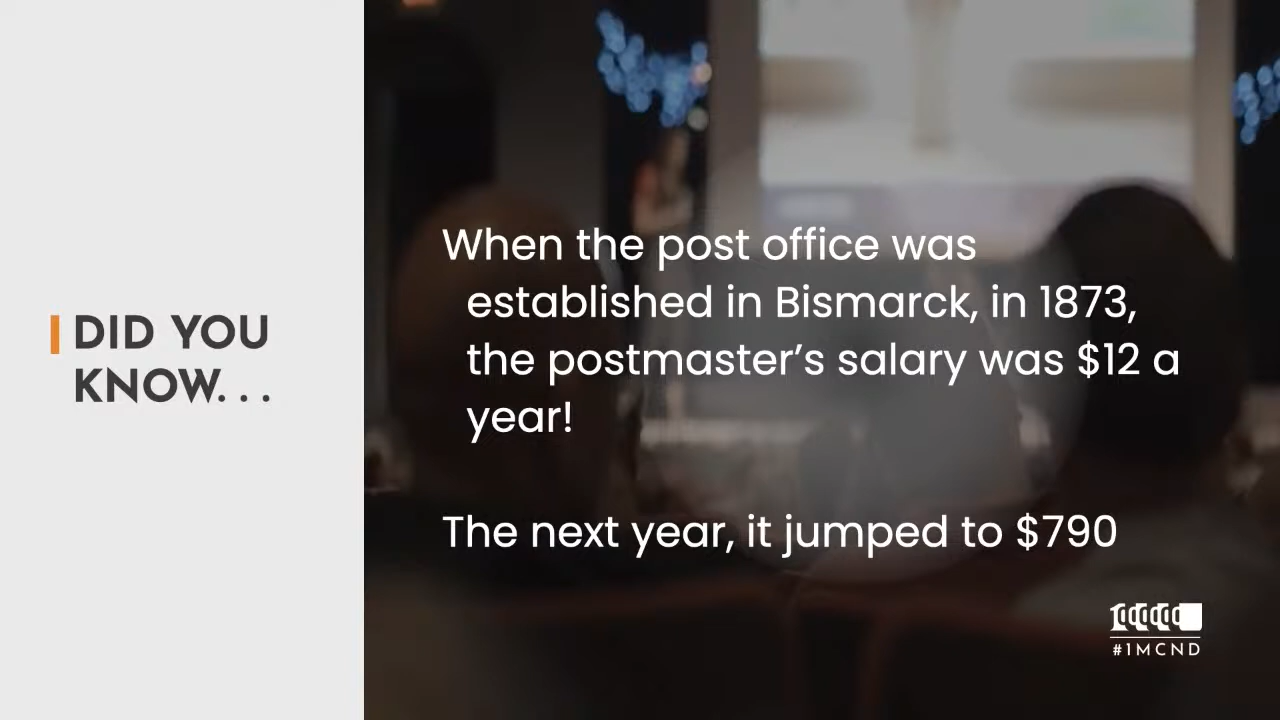 DID YOU
KNOW...
When the post office was
established in Bismarck, in 1873,
the postmaster’s salary was $12 a
year!
The next year, it jumped to $790
#1MCND